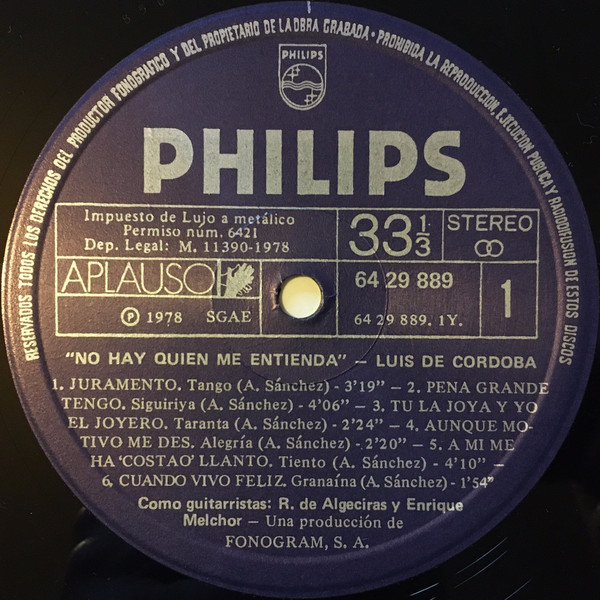 RESERVADOS TODOS LOS DERECHOS DEL PRODUCTOR FONOGRAFICO Y DEL PROPIETARIO DE LA OBRA GRABADA • PROHIBIDA LA REPRODUCCION, EJECUCION PUBLICA Y RADIODIFUSION DE ESTOS DISCOS
PHILIPS
PHILIPS
Impuesto de Lujo a metálico
Permiso núm. 6421
Dep. Legal: M. 11390-1978
33 1/3
STEREO
APLAUSO
64 29 889
1
Ⓟ 1978 SGAE
64 29 889. 1Y.
"NO HAY QUIEN ME ENTIENDA" — LUIS DE CORDOBA
1. JURAMENTO. Tango (A. Sánchez) - 3'19" — 2. PENA GRANDE
TENGO. Siguiriya (A. Sánchez) - 4'06" — 3. TU LA JOYA Y YO
EL JOYERO. Taranta (A. Sánchez) - 2'24" — 4. AUNQUE MO-
TIVO ME DES. Alegría (A. Sánchez) - 2'20" — 5. A MI ME
HA 'COSTAO' LLANTO. Tiento (A. Sánchez) - 4'10" —
6. CUANDO VIVO FELIZ. Granaína (A. Sánchez) - 1'54"
Como guitarristas: R. de Algeciras y Enrique
Melchor — Una producción de
FONOGRAM, S. A.